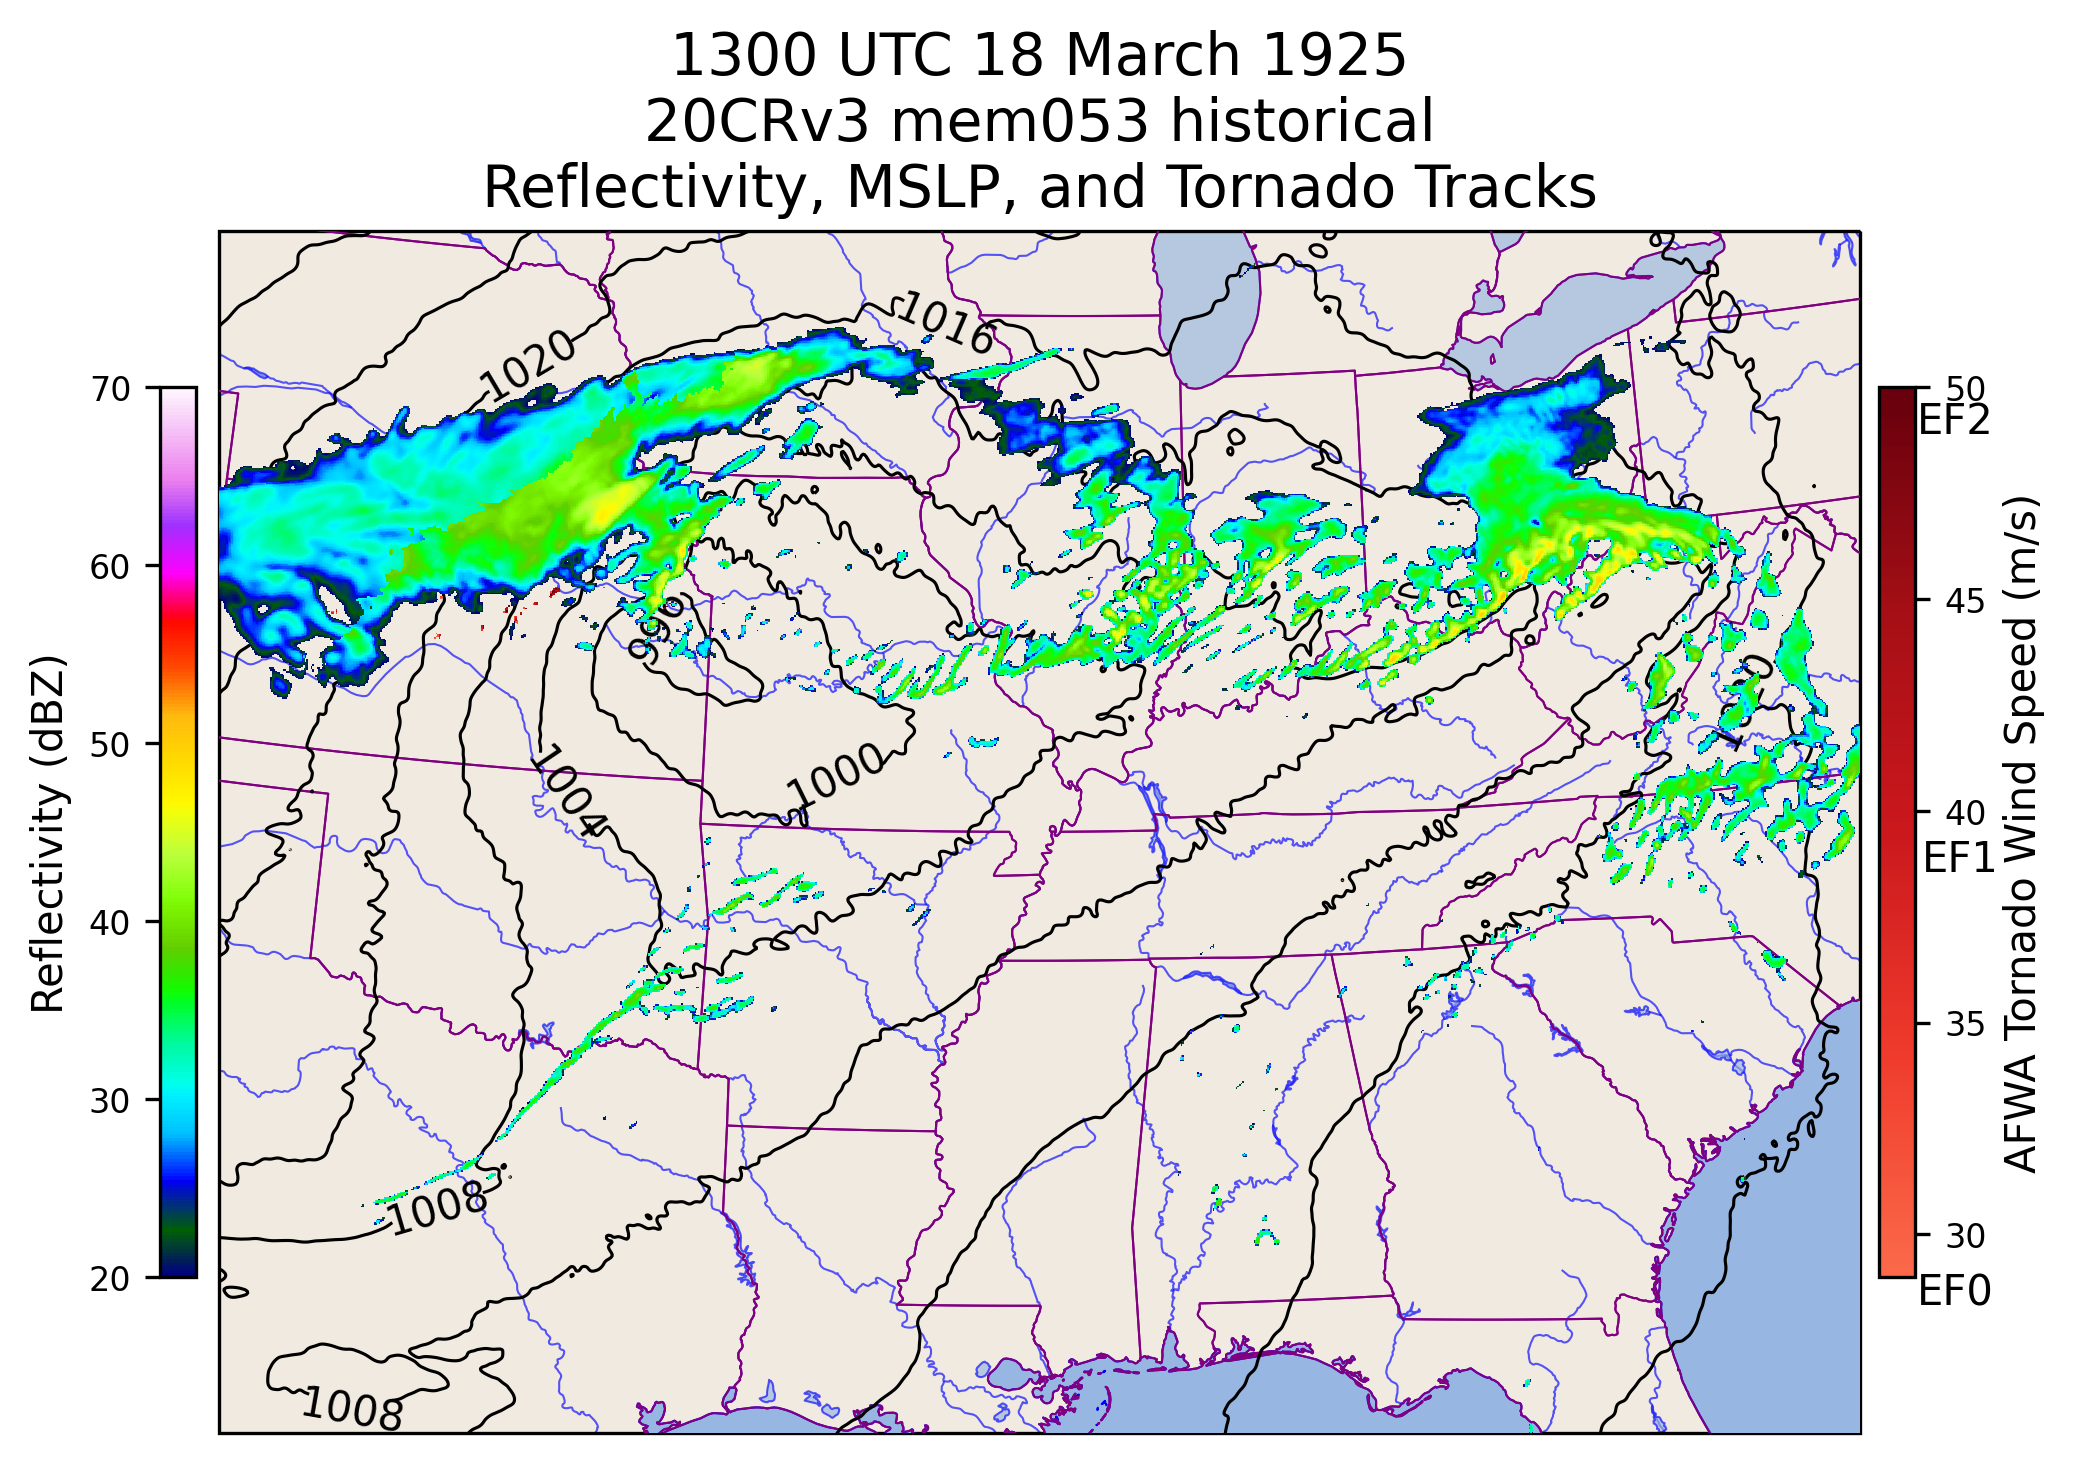 1300 UTC 18 March 1925
20CRv3 mem053 historical
Reflectivity, MSLP, and Tornado Tracks
70
60
50
40
30
20
Reflectivity (dBZ)
1020
1016
996
1000
1004
1008
1008
50
EF2
45
40
EF1
35
30
EF0
AFWA Tornado Wind Speed (m/s)